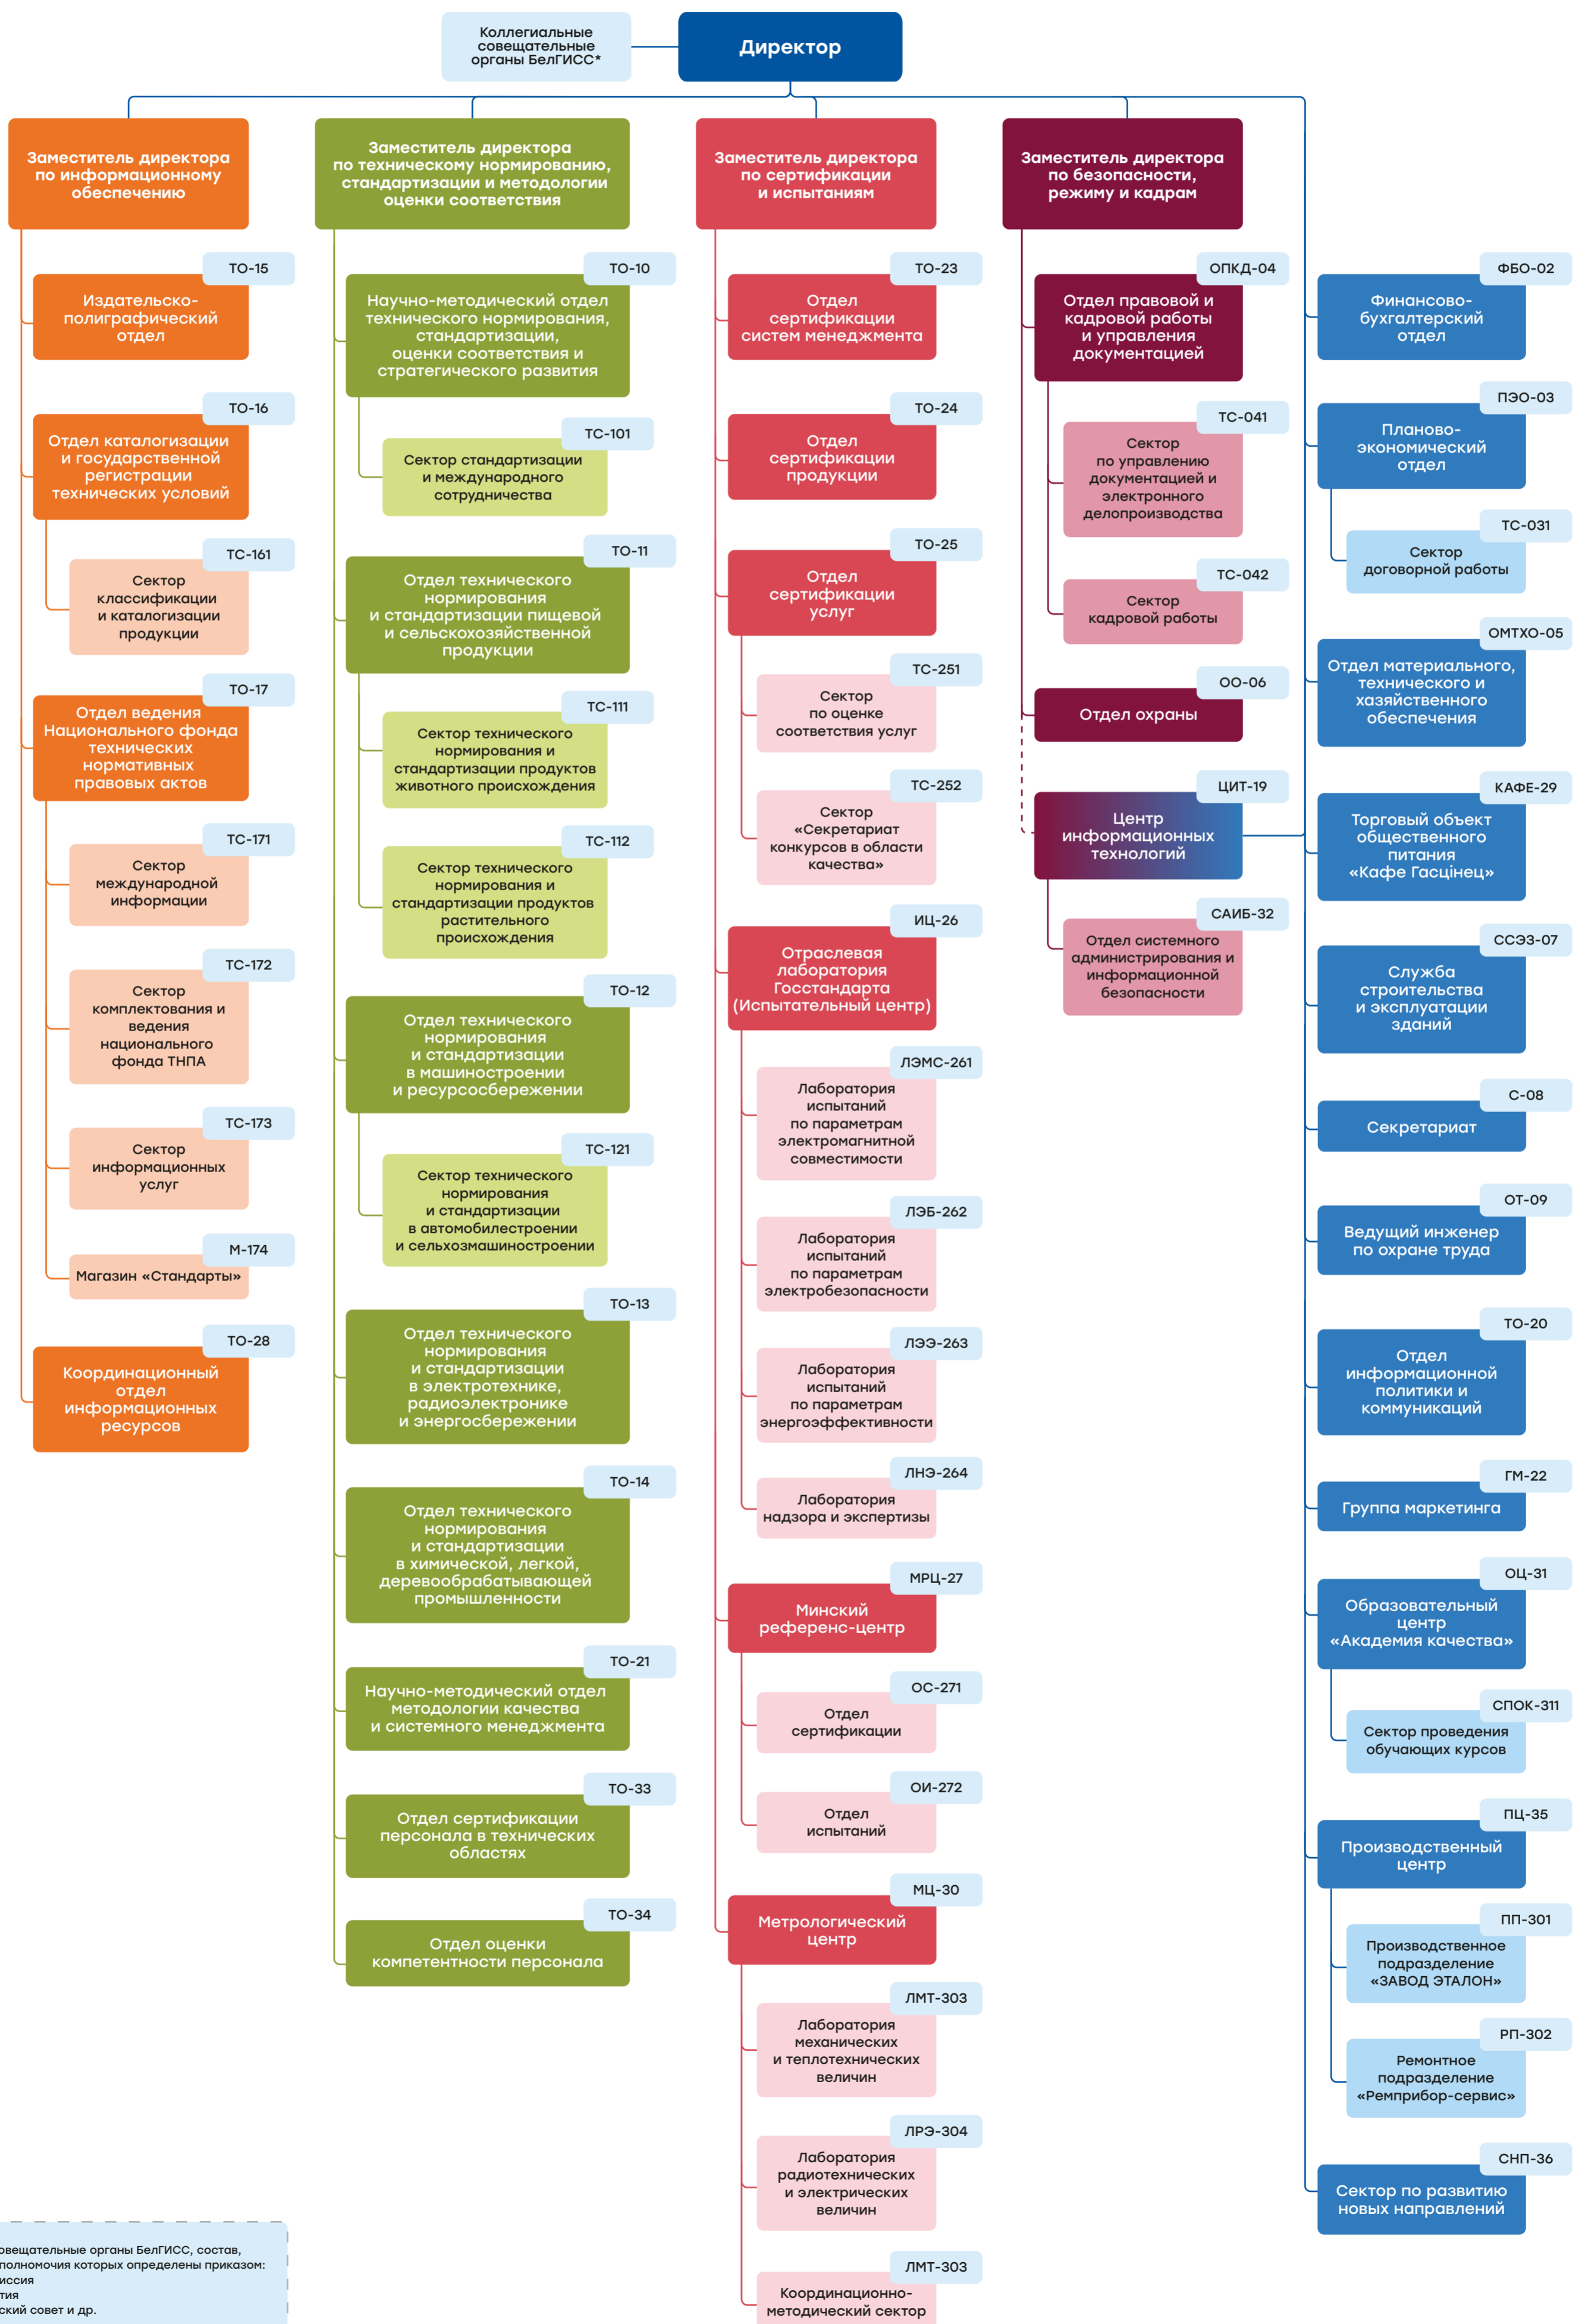 Коллегиальные
совещательные
органы БелГИСС*
Директор
Заместитель директора
по информационному
обеспечению
ТО-15
Издательско-
полиграфический
отдел
ТО-16
Отдел каталогизации
и государственной
регистрации
технических условий
ТС-161
Сектор
классификации
и каталогизации
продукции
ТО-17
Отдел ведения
Национального фонда
технических
нормативных
правовых актов
ТС-171
Сектор
международной
информации
ТС-172
Сектор
комплектования и
ведения
национального
фонда ТНПА
ТС-173
Сектор
информационных
услуг
М-174
Магазин «Стандарты»
ТО-28
Координационный
отдел
информационных
ресурсов
Заместитель директора
по техническому нормированию,
стандартизации и методологии
оценки соответствия
ТО-10
Научно-методический отдел
технического нормирования,
стандартизации,
оценки соответствия и
стратегического развития
ТС-101
Сектор стандартизации
и международного
сотрудничества
ТО-11
Отдел технического
нормирования
и стандартизации пищевой
и сельскохозяйственной
продукции
ТС-111
Сектор технического
нормирования и
стандартизации продуктов
животного происхождения
ТС-112
Сектор технического
нормирования и
стандартизации продуктов
растительного
происхождения
ТО-12
Отдел технического
нормирования
и стандартизации
в машиностроении
и ресурсосбережении
ТС-121
Сектор технического
нормирования
и стандартизации
в автомобилестроении
и сельхозмашиностроении
ТО-13
Отдел технического
нормирования
и стандартизации
в электротехнике,
радиоэлектронике
и энергосбережении
ТО-14
Отдел технического
нормирования
и стандартизации
в химической, легкой,
деревообрабатывающей
промышленности
ТО-21
Научно-методический отдел
методологии качества
и системного менеджмента
ТО-33
Отдел сертификации
персонала в технических
областях
ТО-34
Отдел оценки
компетентности персонала
Заместитель директора
по сертификации
и испытаниям
ТО-23
Отдел
сертификации
систем менеджмента
ТО-24
Отдел
сертификации
продукции
ТО-25
Отдел
сертификации
услуг
ТС-251
Сектор
по оценке
соответствия услуг
ТС-252
Сектор
«Секретариат
конкурсов в области
качества»
ИЦ-26
Отраслевая
лаборатория
Госстандарта
(Испытательный центр)
ЛЭМС-261
Лаборатория
испытаний
по параметрам
электромагнитной
совместимости
ЛЭБ-262
Лаборатория
испытаний
по параметрам
электробезопасности
ЛЭЭ-263
Лаборатория
испытаний
по параметрам
энергоэффективности
ЛНЭ-264
Лаборатория
надзора и экспертизы
МРЦ-27
Минский
референс-центр
ОС-271
Отдел
сертификации
ОИ-272
Отдел
испытаний
МЦ-30
Метрологический
центр
ЛМТ-303
Лаборатория
механических
и теплотехнических
величин
ЛРЭ-304
Лаборатория
радиотехнических
и электрических
величин
ЛМТ-303
Координационно-
методический сектор
Заместитель директора
по безопасности,
режиму и кадрам
ОПКД-04
Отдел правовой и
кадровой работы
и управления
документацией
ТС-041
Сектор
по управлению
документацией и
электронного
делопроизводства
ТС-042
Сектор
кадровой работы
ОО-06
Отдел охраны
ЦИТ-19
Центр
информационных
технологий
САИБ-32
Отдел системного
администрирования и
информационной
безопасности
ФБО-02
Финансово-
бухгалтерский
отдел
ПЭО-03
Планово-
экономический
отдел
ТС-031
Сектор
договорной работы
ОМТХО-05
Отдел материального,
технического и
хазяйственного
обеспечения
КАФЕ-29
Торговый объект
общественного
питания
«Кафе Гасцінец»
ССЭЗ-07
Служба
строительства
и эксплуатации
зданий
С-08
Секретариат
ОТ-09
Ведущий инженер
по охране труда
ТО-20
Отдел
информационной
политики и
коммуникаций
ГМ-22
Группа маркетинга
ОЦ-31
Образовательный
центр
«Академия качества»
СПОК-311
Сектор проведения
обучающих курсов
ПЦ-35
Производственный
центр
ПП-301
Производственное
подразделение
«ЗАВОД ЭТАЛОН»
РП-302
Ремонтное
подразделение
«Ремприбор-сервис»
СНП-36
Сектор по развитию
новых направлений
овещательные органы БелГИСС, состав,
полномочия которых определены приказом:
иссия
тия
ский совет и др.